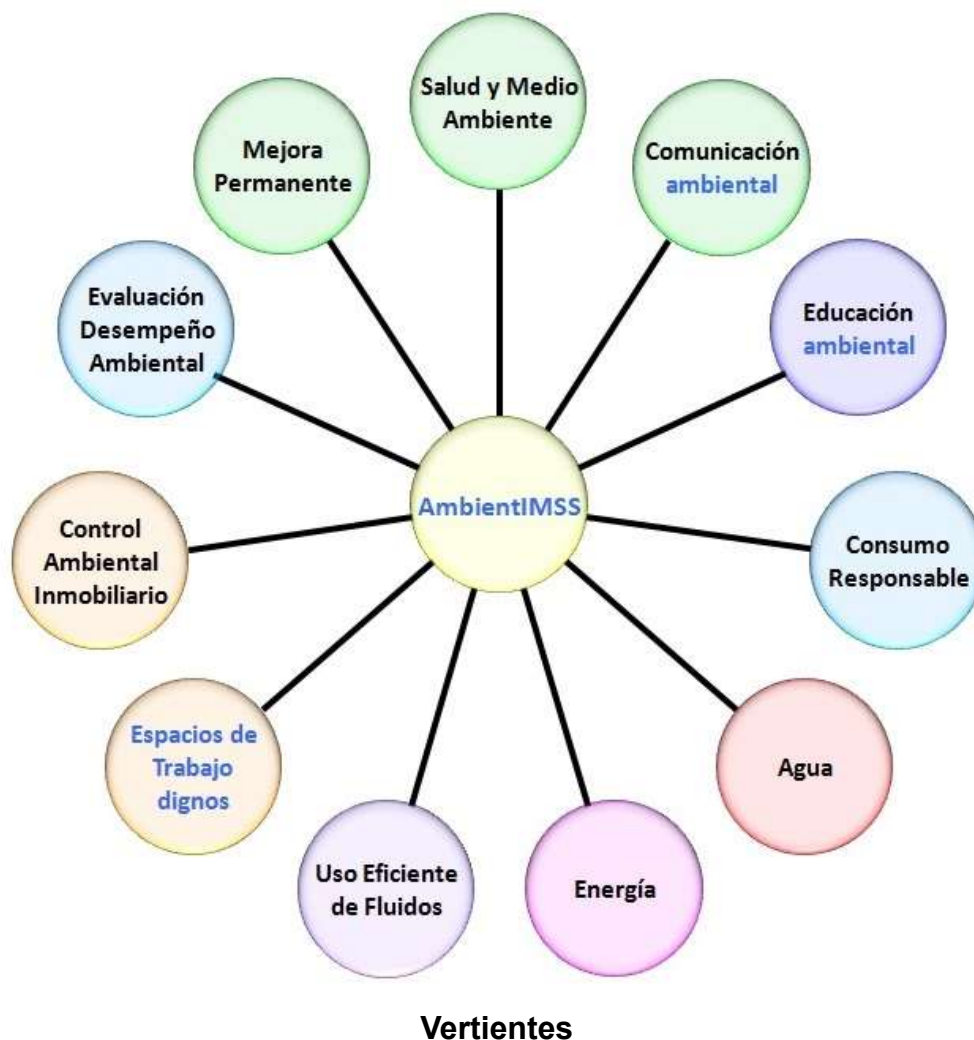 Salud y Medio
Ambiente
Comunicación
ambiental
Educación
ambiental
Consumo
Responsable
Agua
Energía
Uso Eficiente
de Fluidos
Espacios de
Trabajo
dignos
Control
Ambiental
Inmobiliario
Evaluación
Desempeño
Ambiental
Mejora
Permanente
AmbientIMSS
Vertientes